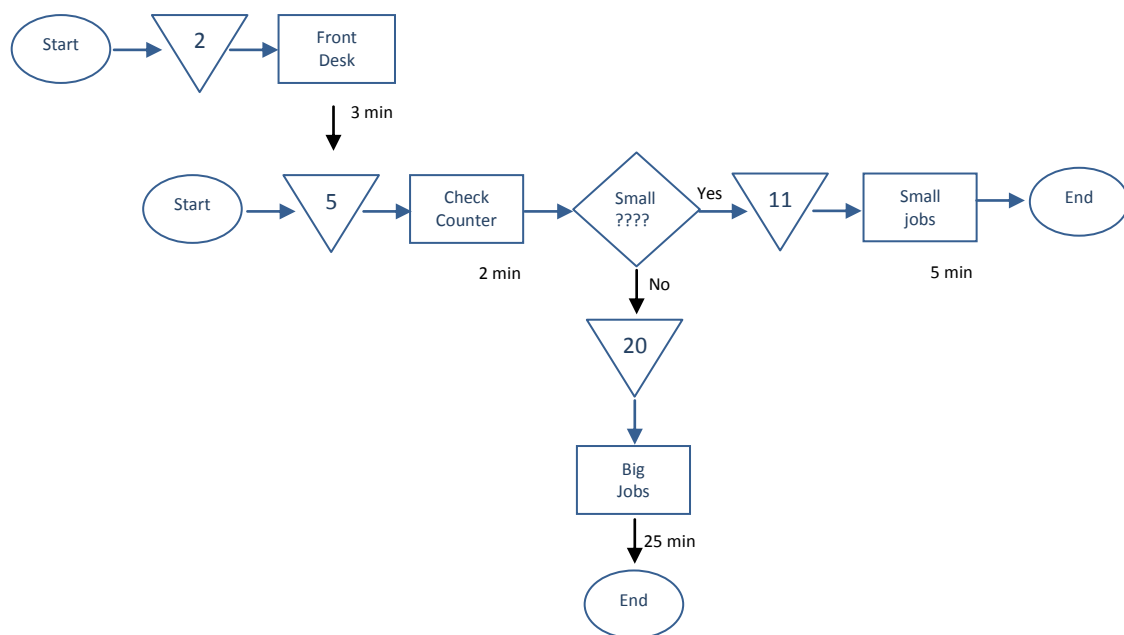 Start
2
Front
Desk
3 min
Start
5
Check
Counter
2 min
Small
????
Yes
11
Small
jobs
5 min
End
No
20
Big
Jobs
25 min
End